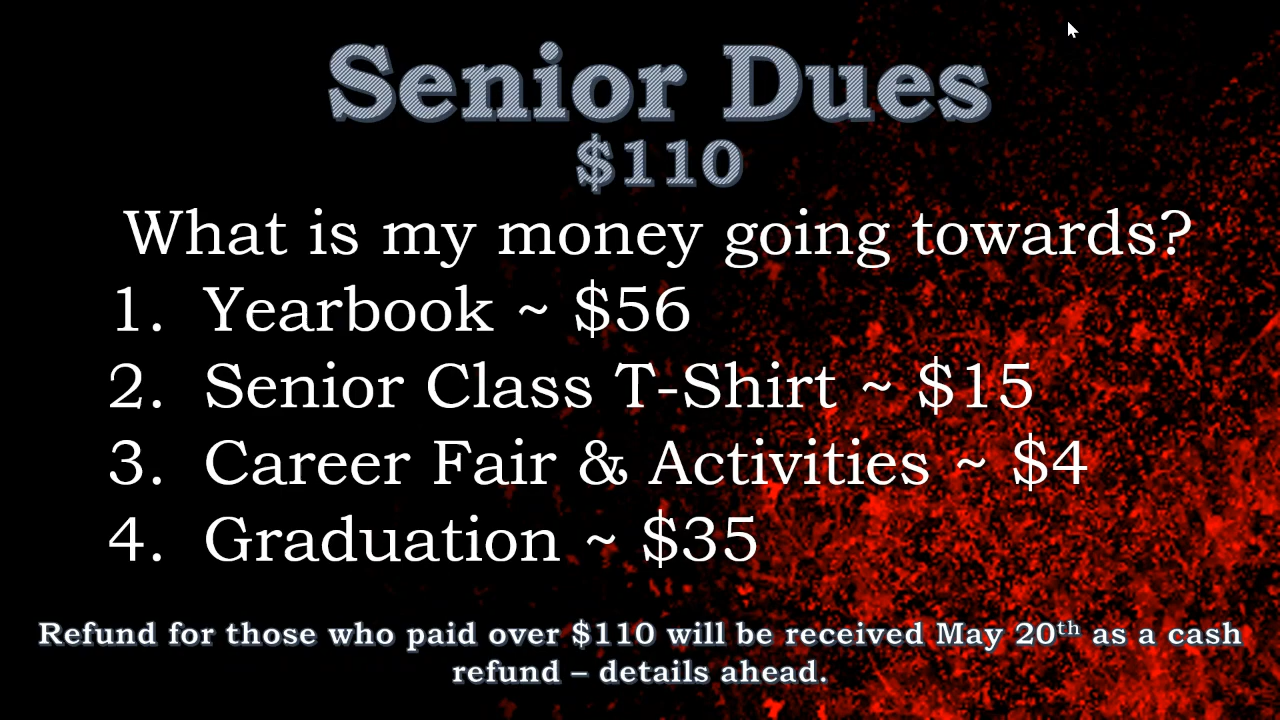 Senior Dues
$110
What is my money going towards?
1. Yearbook ~ $56
2. Senior Class T-Shirt ~ $15
3. Career Fair & Activities ~ $4
4. Graduation ~ $35
Refund for those who paid over $110 will be received May 20th as a cash
refund – details ahead.